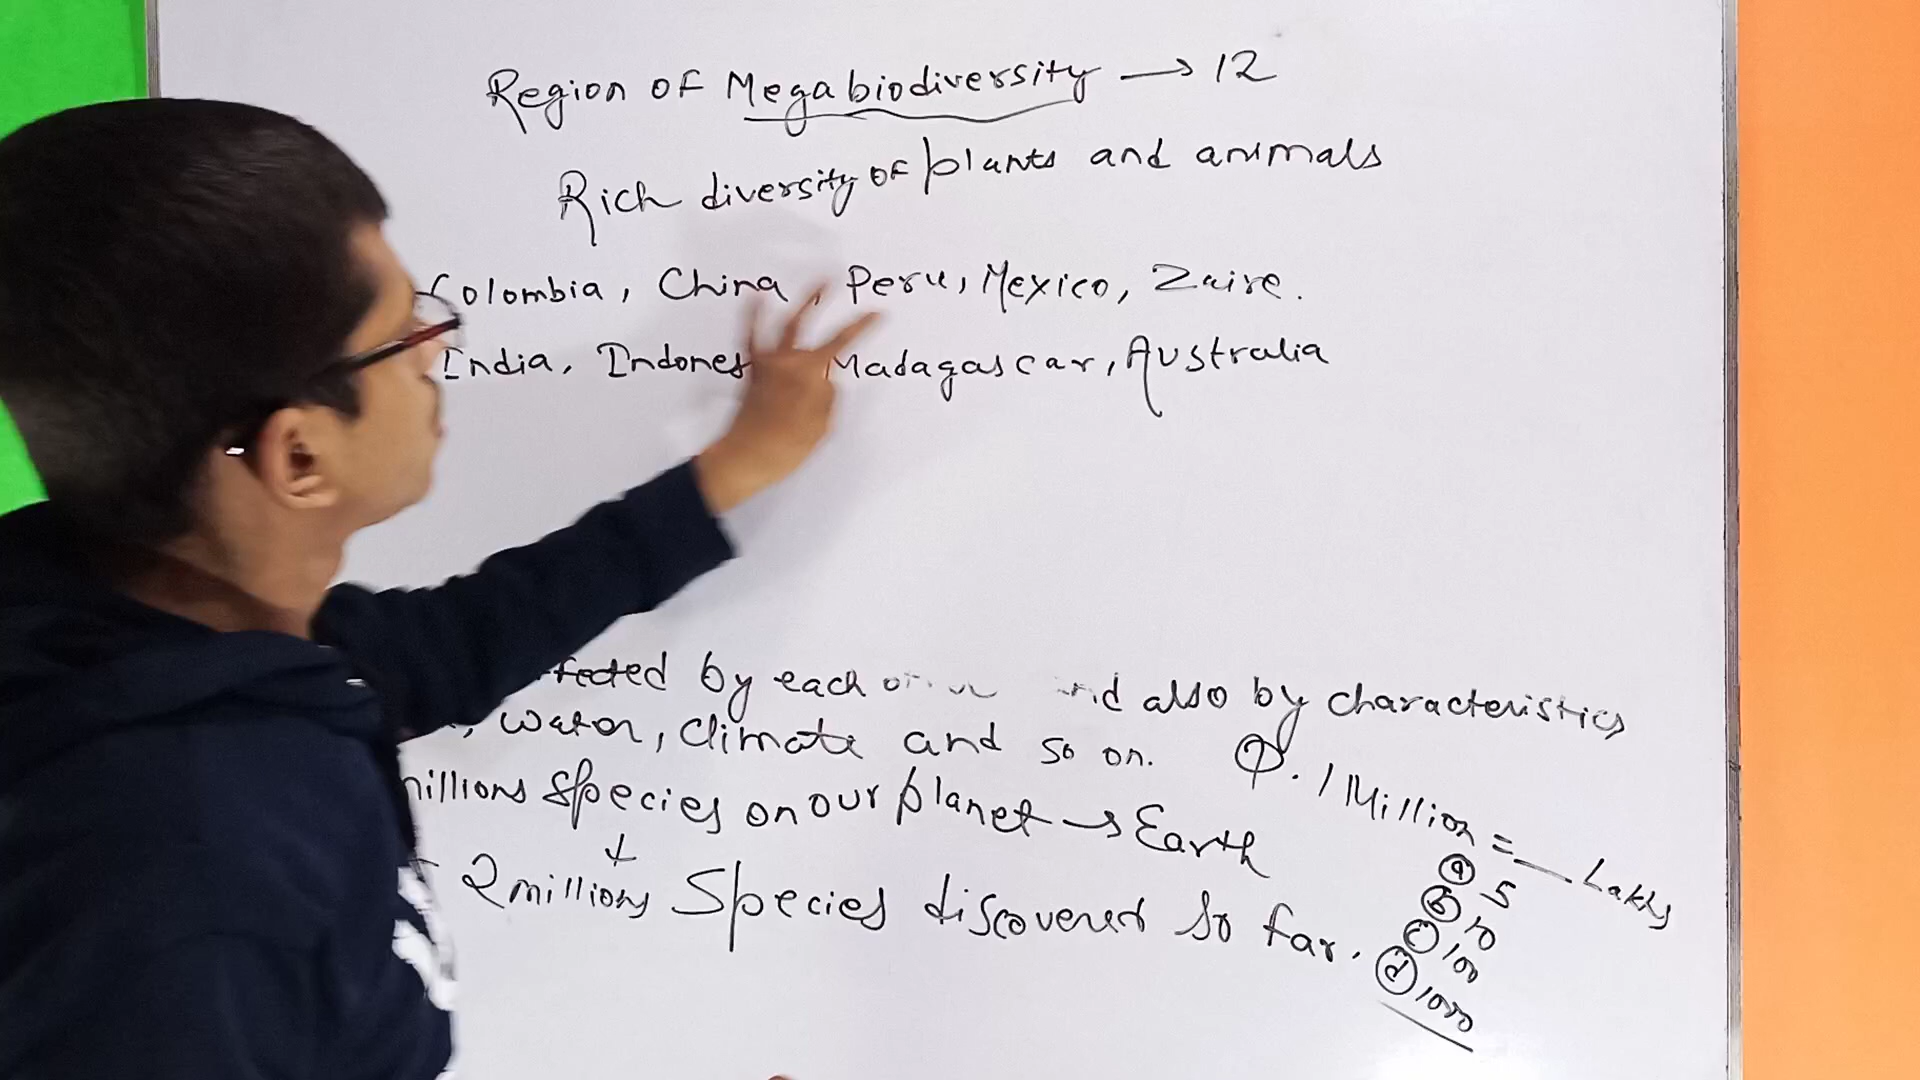 Region of Megabiodiversity → 12
Rich diversity of plants and animals
Colombia, China, Peru, Mexico, Zaire.
India, Indones Madagascar, Australia
fected by each and also by characteristics
, water, climate and so on.
millions species on our planet → Earth
↓
2 millions species discovered so far.
Q. 1 Million = __ Lakhs
(a) 5
(b) 10
(c) 100
(d) 1000